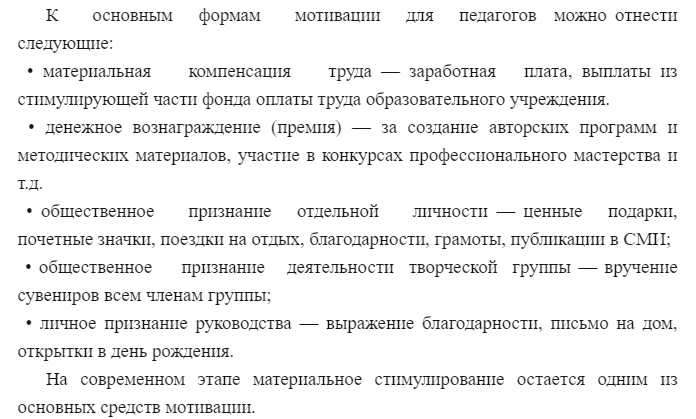 К основным формам мотивации для педагогов можно отнести
следующие:
• материальная компенсация труда — заработная плата, выплаты из
стимулирующей части фонда оплаты труда образовательного учреждения.
• денежное вознаграждение (премия) — за создание авторских программ и
методических материалов, участие в конкурсах профессионального мастерства и
т.д.
• общественное признание отдельной личности — ценные подарки,
почетные значки, поездки на отдых, благодарности, грамоты, публикации в СМИ;
• общественное признание деятельности творческой группы — вручение
сувениров всем членам группы;
• личное признание руководства — выражение благодарности, письмо на дом,
открытки в день рождения.
На современном этапе материальное стимулирование остается одним из
основных средств мотивации.